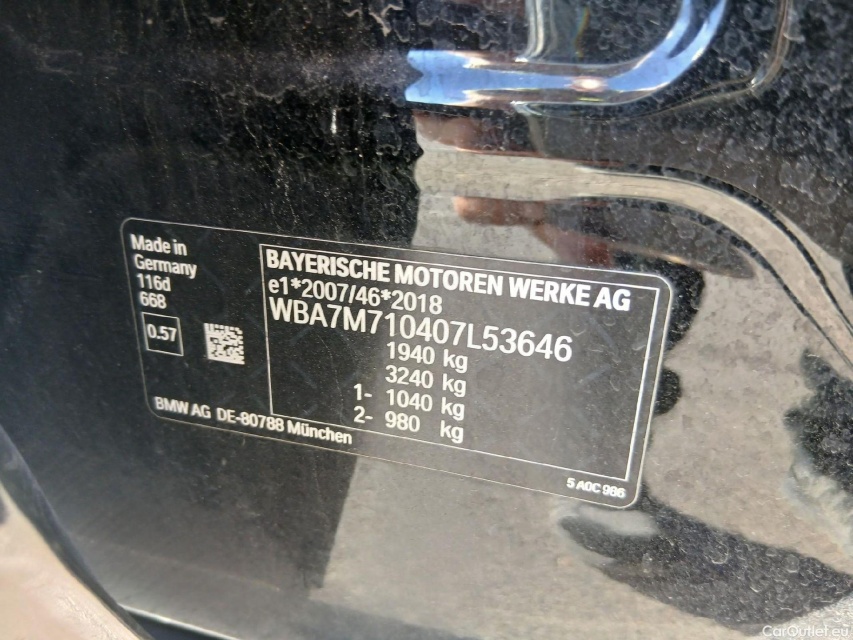 Made in
Germany
116d
668
0.57
BMW AG DE-80788 München
BAYERISCHE MOTOREN WERKE AG
e1*2007/46*2018
WBA7M710407L53646
1940 kg
3240 kg
1- 1040 kg
2- 980 kg
5 A0C 986
CarOutlet.eu